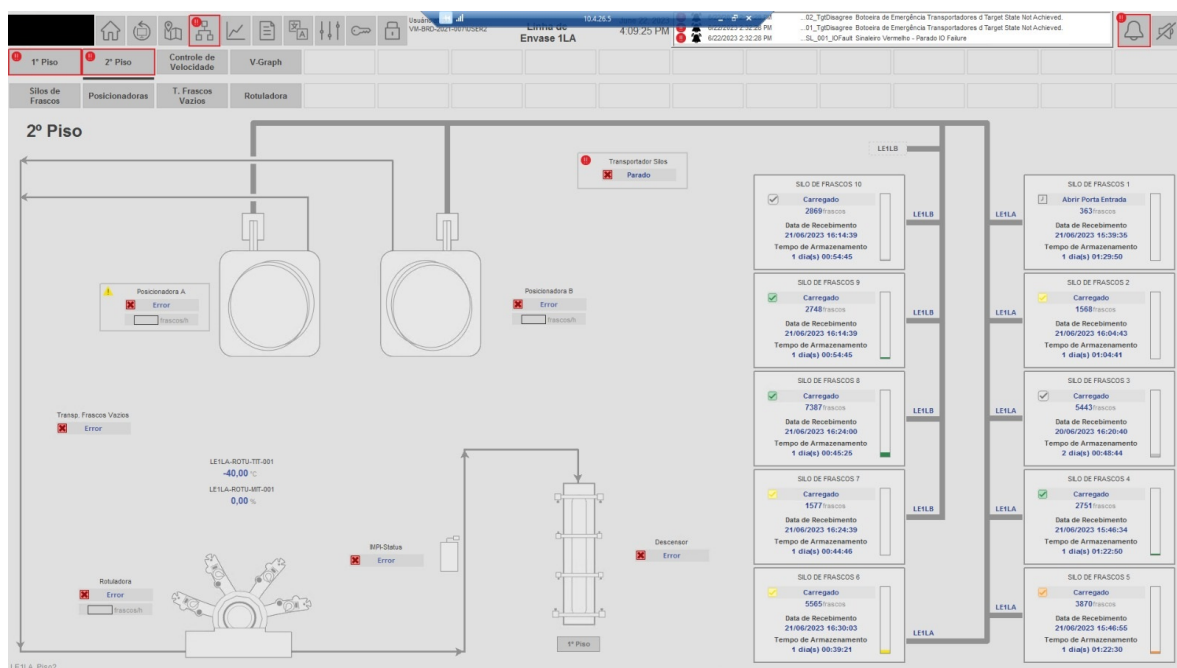 Usuário
VM-BRD-2021-001\USER2
10.4.26.5
Linha de
Envase 1LA
4:09:25 PM
...02_TgtDisagree Botoeira de Emergência Transportadores d Target State Not Achieved.
6/22/2023 2:32:28 PM ...01_TgtDisagree Botoeira de Emergência Transportadores d Target State Not Achieved.
6/22/2023 2:32:28 PM ...SL_001_IOFault Sinaleiro Vermelho - Parado IO Failure
1º Piso
2º Piso
Controle de
Velocidade
V-Graph
Silos de
Frascos
Posicionadoras
T. Frascos
Vazios
Rotuladora
2º Piso
Transportador Silos
Parado
LE1LB
SILO DE FRASCOS 10
Carregado
2869 frascos
Data de Recebimento
21/06/2023 16:14:39
Tempo de Armazenamento
1 dia(s) 00:54:45
LE1LB
LE1LA
SILO DE FRASCOS 1
Abrir Porta Entrada
363 frascos
Data de Recebimento
21/06/2023 15:39:35
Tempo de Armazenamento
1 dia(s) 01:29:50
SILO DE FRASCOS 9
Carregado
2748 frascos
Data de Recebimento
21/06/2023 16:14:39
Tempo de Armazenamento
1 dia(s) 00:54:45
LE1LB
LE1LA
SILO DE FRASCOS 2
Carregado
1568 frascos
Data de Recebimento
21/06/2023 16:04:43
Tempo de Armazenamento
1 dia(s) 01:04:41
Posicionadora A
Error
frascos/h
Posicionadora B
Error
frascos/h
SILO DE FRASCOS 8
Carregado
7387 frascos
Data de Recebimento
21/06/2023 16:24:00
Tempo de Armazenamento
1 dia(s) 00:45:25
LE1LB
LE1LA
SILO DE FRASCOS 3
Carregado
5443 frascos
Data de Recebimento
20/06/2023 16:20:40
Tempo de Armazenamento
2 dia(s) 00:48:44
Transp. Frascos Vazios
Error
LE1LA-ROTU-TIT-001
-40,00 °C
LE1LA-ROTU-MIT-001
0,00 %
SILO DE FRASCOS 7
Carregado
1577 frascos
Data de Recebimento
21/06/2023 16:24:39
Tempo de Armazenamento
1 dia(s) 00:44:46
LE1LB
LE1LA
SILO DE FRASCOS 4
Carregado
2751 frascos
Data de Recebimento
21/06/2023 15:46:34
Tempo de Armazenamento
1 dia(s) 01:22:50
IMPI-Status
Error
Descensor
Error
Rotuladora
Error
frascos/h
1º Piso
SILO DE FRASCOS 6
Carregado
5565 frascos
Data de Recebimento
21/06/2023 16:30:03
Tempo de Armazenamento
1 dia(s) 00:39:21
LE1LA
LE1LA
SILO DE FRASCOS 5
Carregado
3870 frascos
Data de Recebimento
21/06/2023 15:46:55
Tempo de Armazenamento
1 dia(s) 01:22:30
LE1LA_Piso2